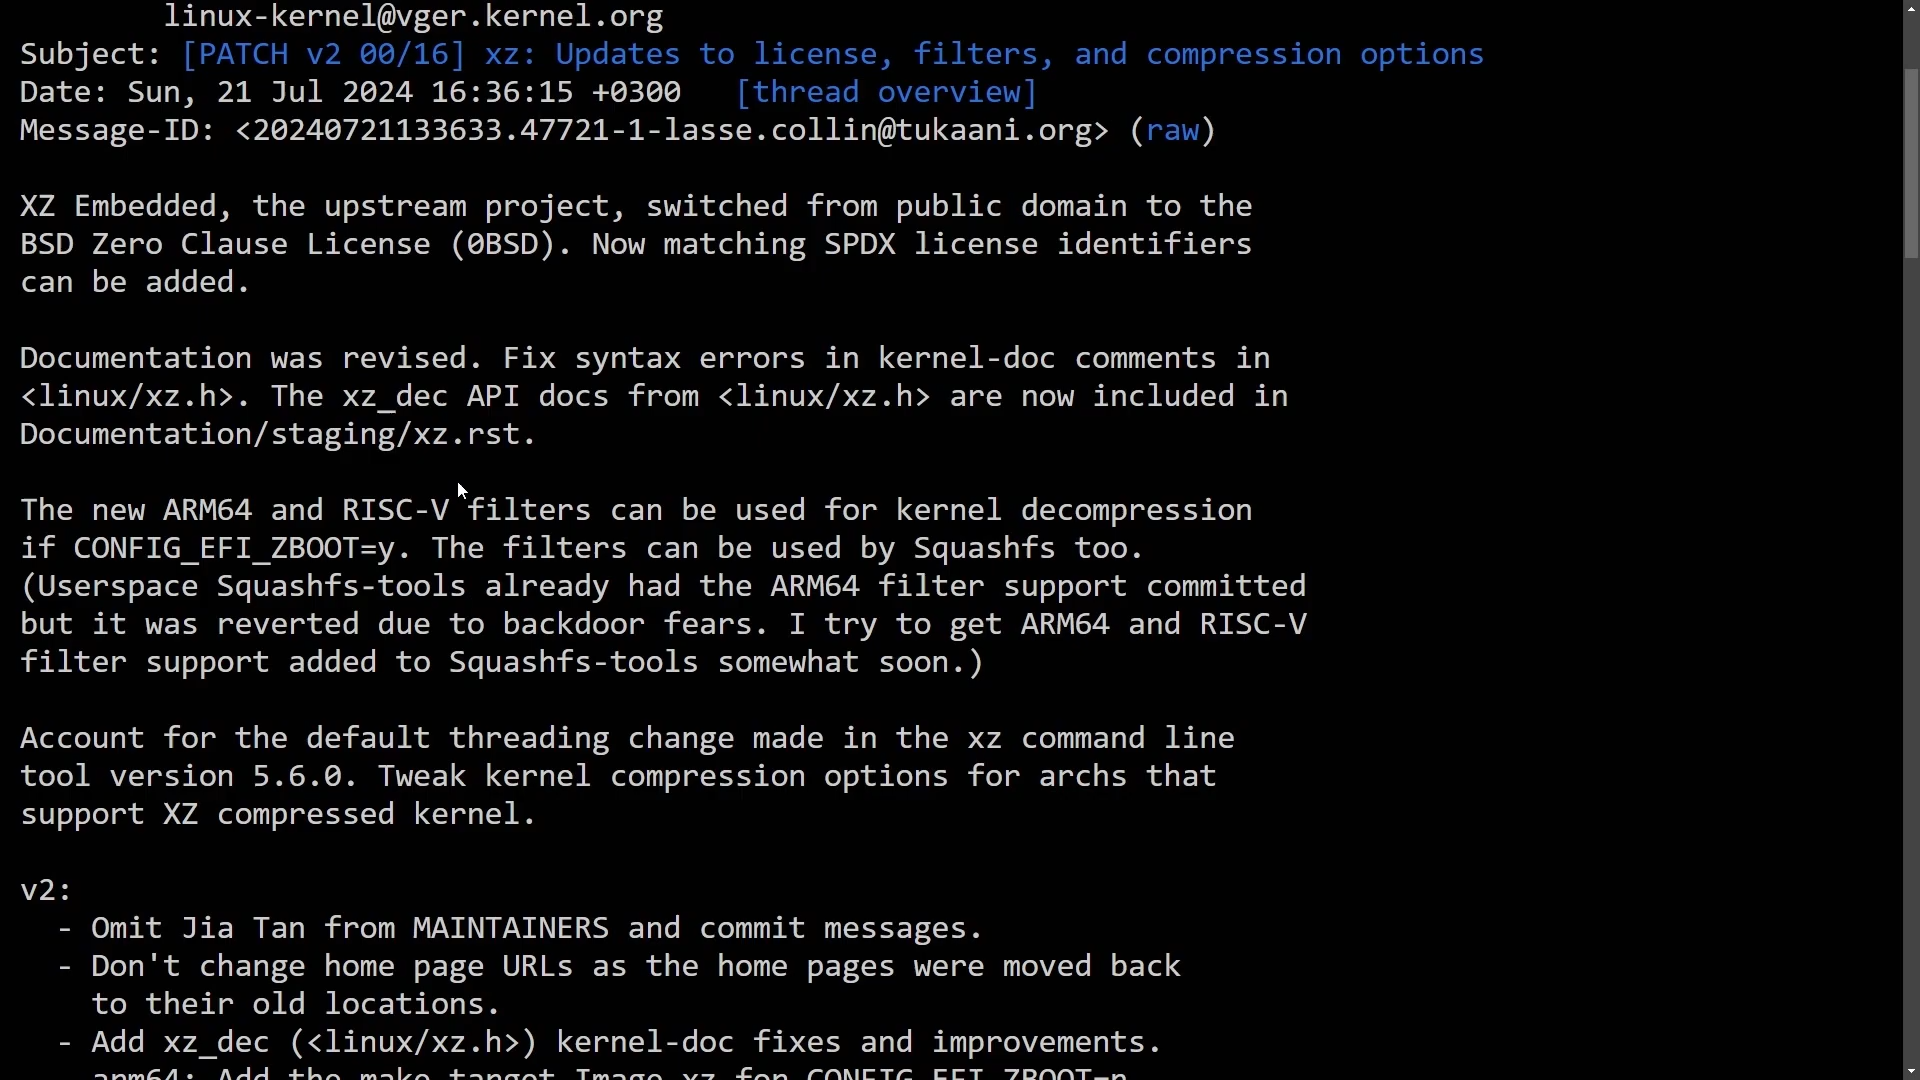 linux-kernel@vger.kernel.org
Subject: [PATCH v2 00/16] xz: Updates to license, filters, and compression options
Date: Sun, 21 Jul 2024 16:36:15 +0300   [thread overview]
Message-ID: <20240721133633.47721-1-lasse.collin@tukaani.org> (raw)
XZ Embedded, the upstream project, switched from public domain to the
BSD Zero Clause License (0BSD). Now matching SPDX license identifiers
can be added.
Documentation was revised. Fix syntax errors in kernel-doc comments in
<linux/xz.h>. The xz_dec API docs from <linux/xz.h> are now included in
Documentation/staging/xz.rst.
The new ARM64 and RISC-V filters can be used for kernel decompression
if CONFIG_EFI_ZBOOT=y. The filters can be used by Squashfs too.
(Userspace Squashfs-tools already had the ARM64 filter support committed
but it was reverted due to backdoor fears. I try to get ARM64 and RISC-V
filter support added to Squashfs-tools somewhat soon.)
Account for the default threading change made in the xz command line
tool version 5.6.0. Tweak kernel compression options for archs that
support XZ compressed kernel.
v2:
- Omit Jia Tan from MAINTAINERS and commit messages.
- Don't change home page URLs as the home pages were moved back
to their old locations.
- Add xz_dec (<linux/xz.h>) kernel-doc fixes and improvements.
arm64: Add the make target Image.xz for CONFIG_EFI_ZBOOT=n